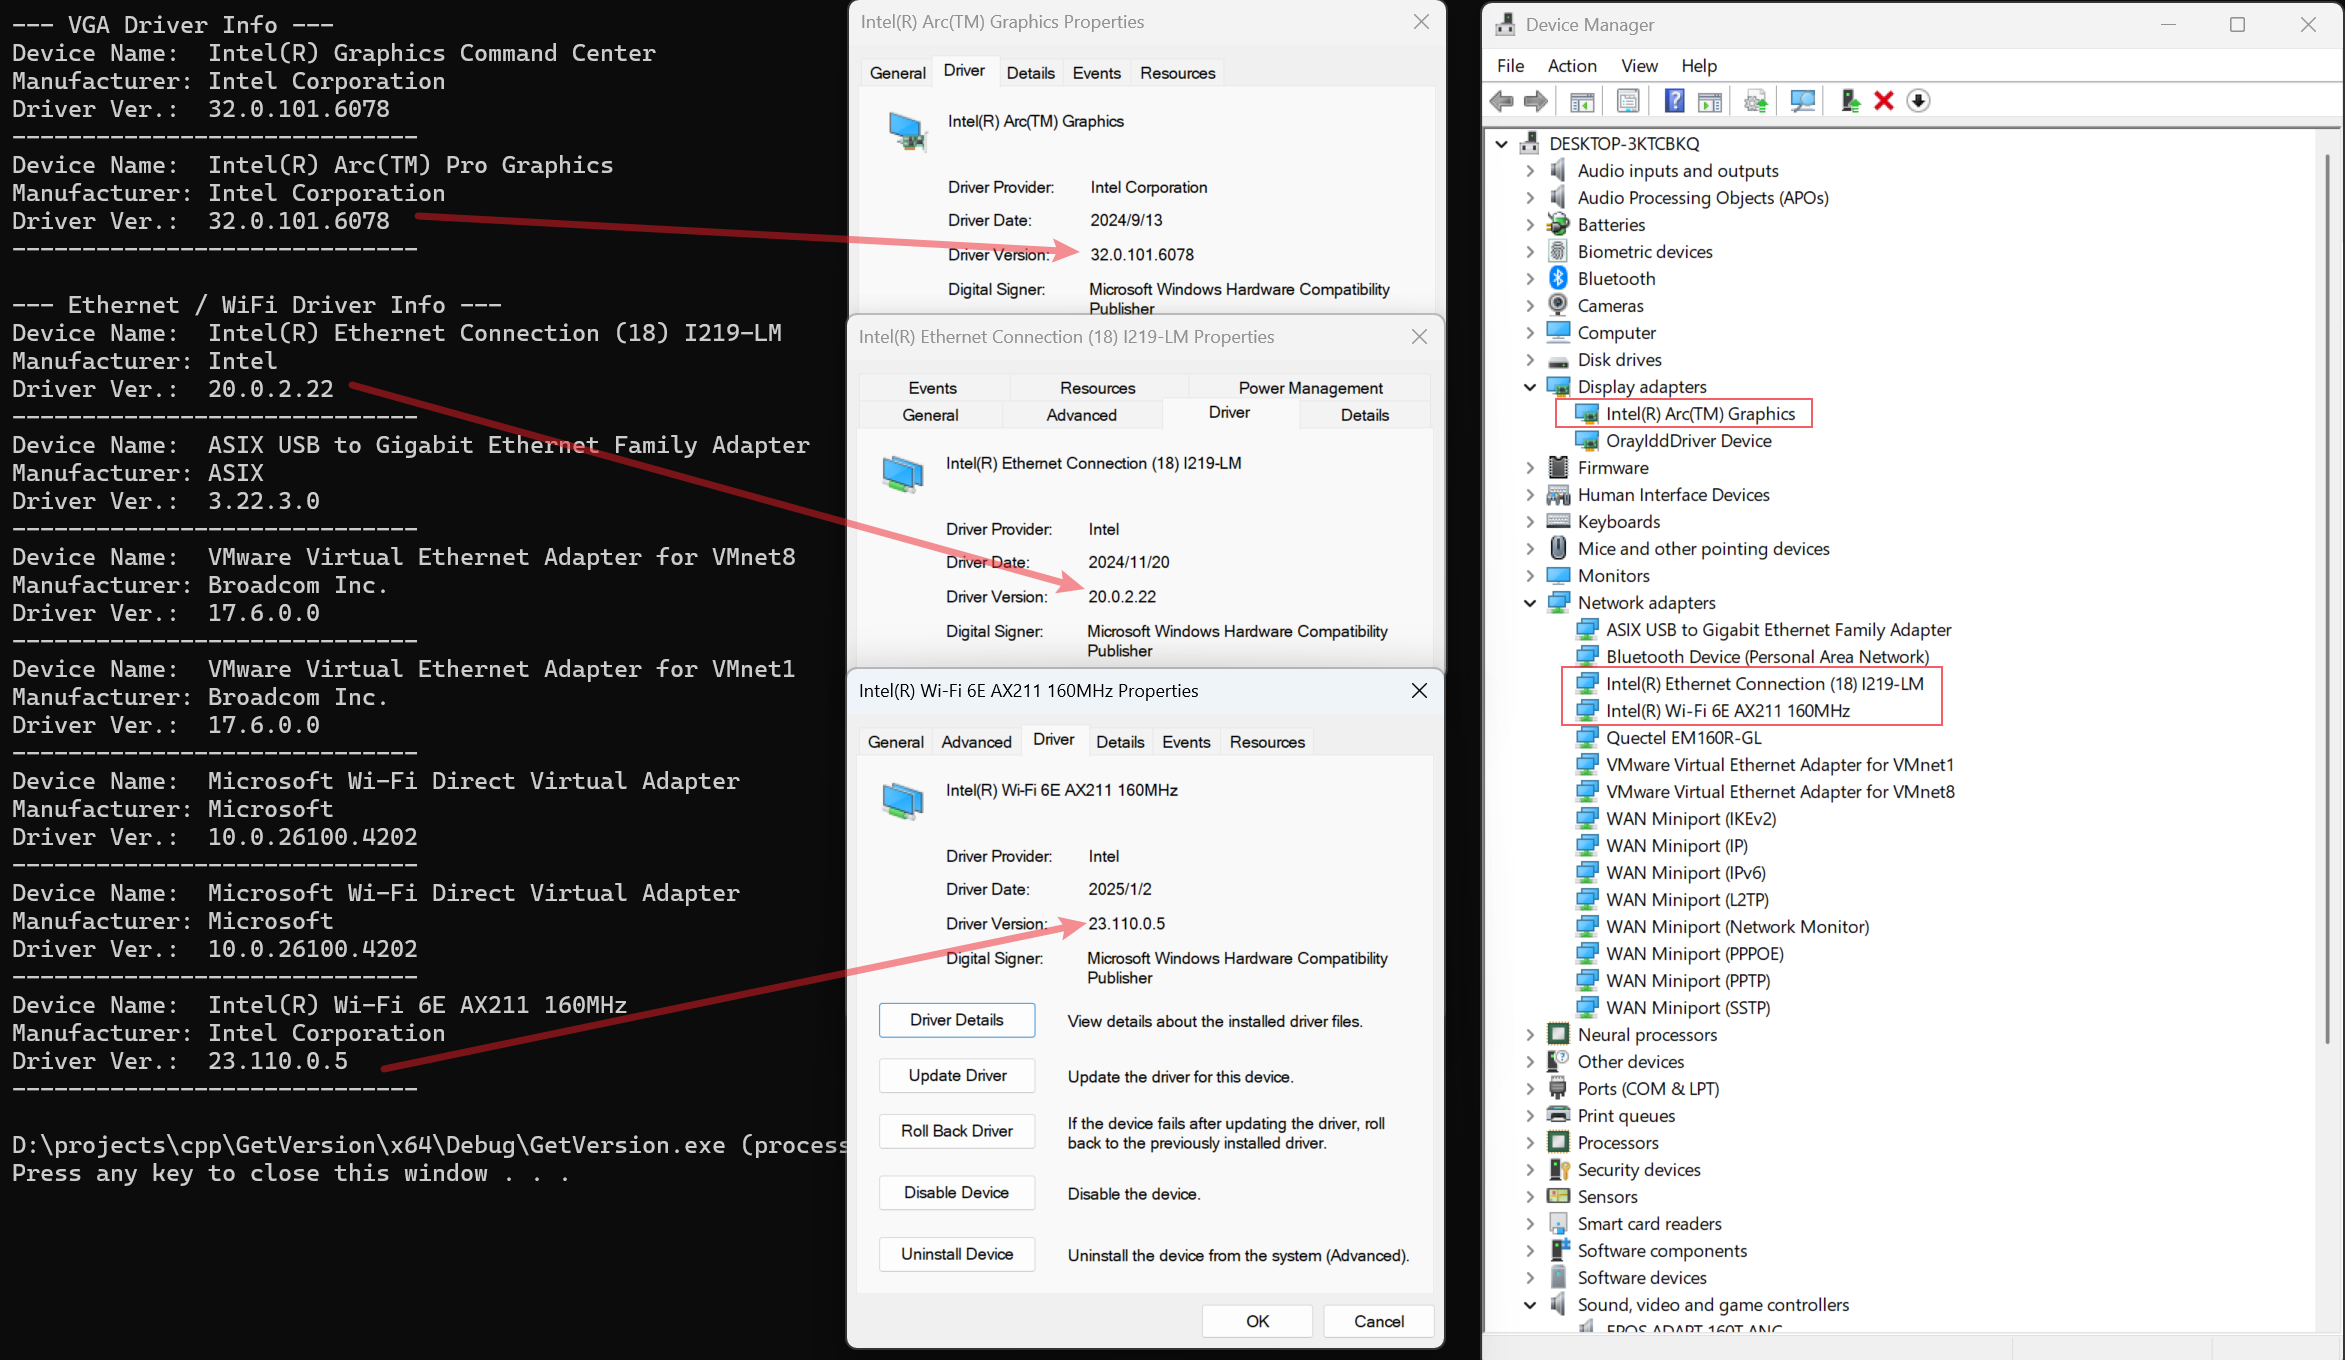 --- VGA Driver Info ---
Device Name:  Intel(R) Graphics Command Center
Manufacturer: Intel Corporation
Driver Ver.:  32.0.101.6078
-----------------------------
Device Name:  Intel(R) Arc(TM) Pro Graphics
Manufacturer: Intel Corporation
Driver Ver.:  32.0.101.6078
-----------------------------
--- Ethernet / WiFi Driver Info ---
Device Name:  Intel(R) Ethernet Connection (18) I219-LM
Manufacturer: Intel
Driver Ver.:  20.0.2.22
-----------------------------
Device Name:  ASIX USB to Gigabit Ethernet Family Adapter
Manufacturer: ASIX
Driver Ver.:  3.22.3.0
-----------------------------
Device Name:  VMware Virtual Ethernet Adapter for VMnet8
Manufacturer: Broadcom Inc.
Driver Ver.:  17.6.0.0
-----------------------------
Device Name:  VMware Virtual Ethernet Adapter for VMnet1
Manufacturer: Broadcom Inc.
Driver Ver.:  17.6.0.0
-----------------------------
Device Name:  Microsoft Wi-Fi Direct Virtual Adapter
Manufacturer: Microsoft
Driver Ver.:  10.0.26100.4202
-----------------------------
Device Name:  Microsoft Wi-Fi Direct Virtual Adapter
Manufacturer: Microsoft
Driver Ver.:  10.0.26100.4202
-----------------------------
Device Name:  Intel(R) Wi-Fi 6E AX211 160MHz
Manufacturer: Intel Corporation
Driver Ver.:  23.110.0.5
-----------------------------
D:\projects\cpp\GetVersion\x64\Debug\GetVersion.exe (process
Press any key to close this window . . .
Intel(R) Arc(TM) Graphics Properties
General Driver Details Events Resources
Intel(R) Arc(TM) Graphics
Driver Provider: Intel Corporation
Driver Date: 2024/9/13
Driver Version: 32.0.101.6078
Digital Signer: Microsoft Windows Hardware Compatibility
Publisher
Intel(R) Ethernet Connection (18) I219-LM Properties
Events Resources Power Management
General Advanced Driver Details
Intel(R) Ethernet Connection (18) I219-LM
Driver Provider: Intel
Driver Date: 2024/11/20
Driver Version: 20.0.2.22
Digital Signer: Microsoft Windows Hardware Compatibility
Publisher
Intel(R) Wi-Fi 6E AX211 160MHz Properties
General Advanced Driver Details Events Resources
Intel(R) Wi-Fi 6E AX211 160MHz
Driver Provider: Intel
Driver Date: 2025/1/2
Driver Version: 23.110.0.5
Digital Signer: Microsoft Windows Hardware Compatibility
Publisher
Driver Details View details about the installed driver files.
Update Driver Update the driver for this device.
Roll Back Driver If the device fails after updating the driver, roll
back to the previously installed driver.
Disable Device Disable the device.
Uninstall Device Uninstall the device from the system (Advanced).
OK Cancel
Device Manager
File Action View Help
DESKTOP-3KTCBKQ
Audio inputs and outputs
Audio Processing Objects (APOs)
Batteries
Biometric devices
Bluetooth
Cameras
Computer
Disk drives
Display adapters
Intel(R) Arc(TM) Graphics
OrayIddDriver Device
Firmware
Human Interface Devices
Keyboards
Mice and other pointing devices
Monitors
Network adapters
ASIX USB to Gigabit Ethernet Family Adapter
Bluetooth Device (Personal Area Network)
Intel(R) Ethernet Connection (18) I219-LM
Intel(R) Wi-Fi 6E AX211 160MHz
Quectel EM160R-GL
VMware Virtual Ethernet Adapter for VMnet1
VMware Virtual Ethernet Adapter for VMnet8
WAN Miniport (IKEv2)
WAN Miniport (IP)
WAN Miniport (IPv6)
WAN Miniport (L2TP)
WAN Miniport (Network Monitor)
WAN Miniport (PPPOE)
WAN Miniport (PPTP)
WAN Miniport (SSTP)
Neural processors
Other devices
Ports (COM & LPT)
Print queues
Processors
Security devices
Sensors
Smart card readers
Software components
Software devices
Sound, video and game controllers
EPOS ADAPT 160T ANC